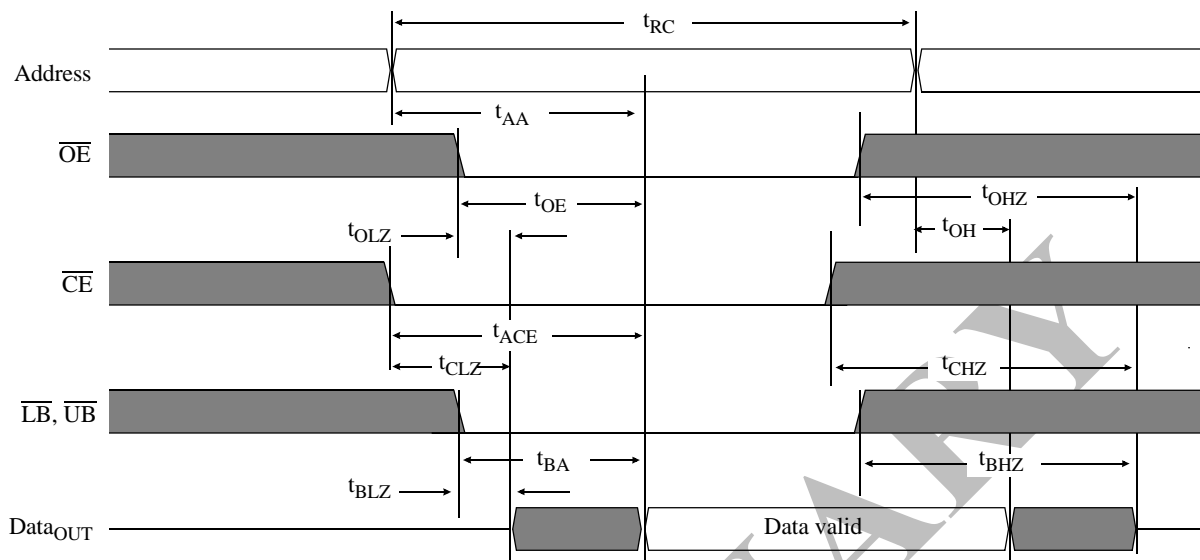 tRC
Address
tAA
OE
tOE
tOHZ
tOLZ
tOH
CE
tACE
tCLZ
tCHZ
LB, UB
tBA
tBHZ
tBLZ
DataOUT
Data valid